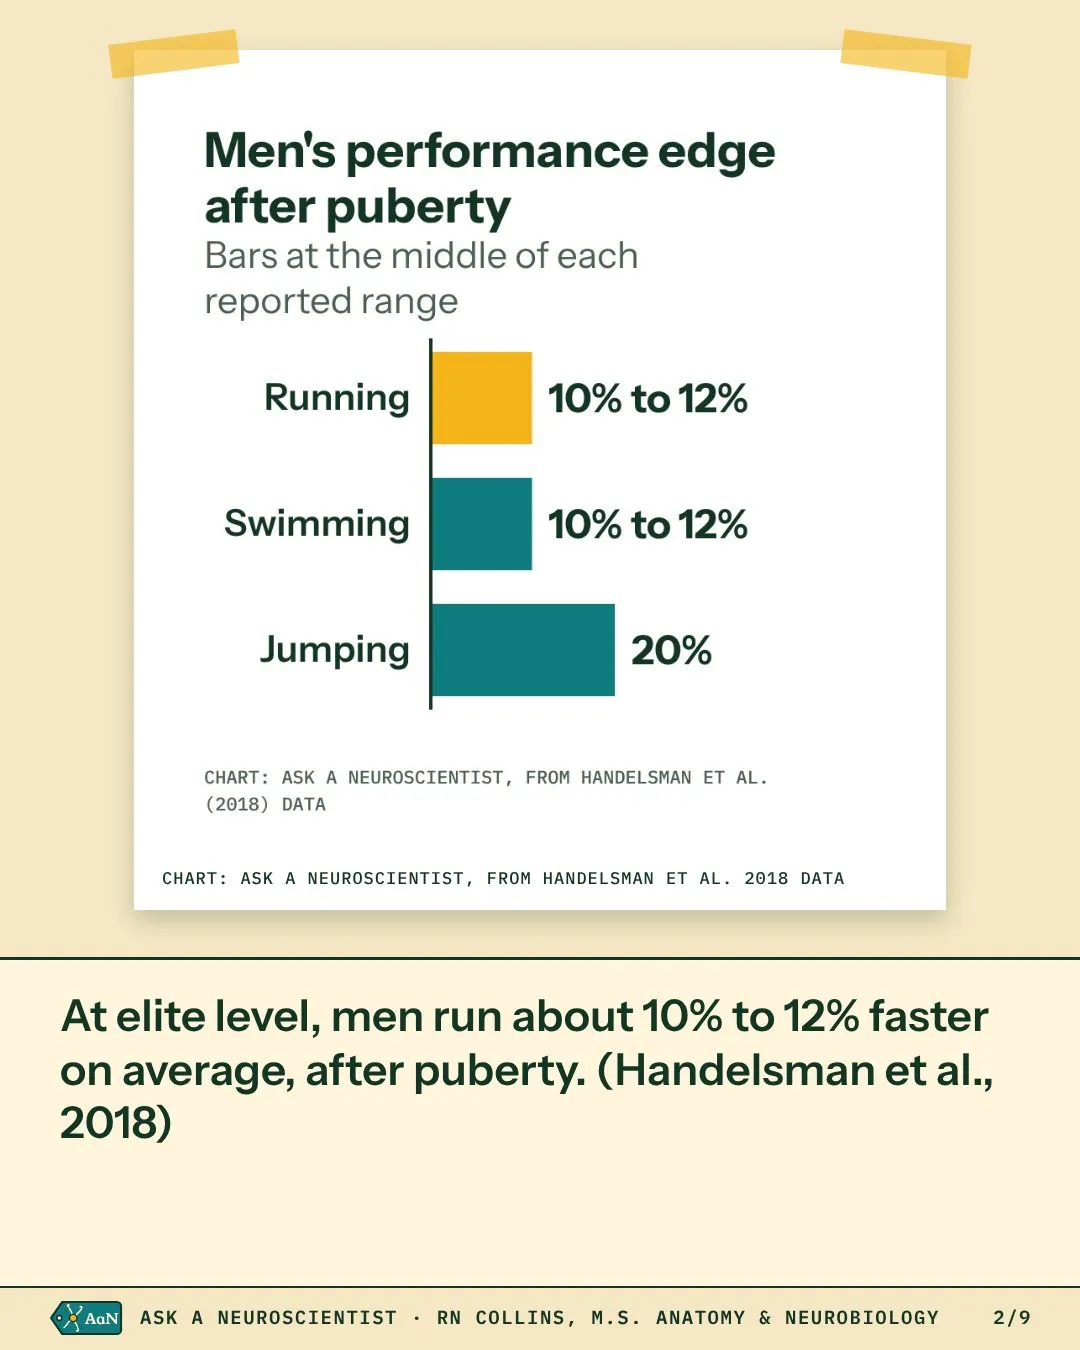 Men's performance edge
after puberty
Bars at the middle of each
reported range
Running
10% to 12%
Swimming
10% to 12%
Jumping
20%
CHART: ASK A NEUROSCIENTIST, FROM HANDELSMAN ET AL.
(2018) DATA
CHART: ASK A NEUROSCIENTIST, FROM HANDELSMAN ET AL. 2018 DATA
At elite level, men run about 10% to 12% faster
on average, after puberty. (Handelsman et al.,
2018)
AaN
ASK A NEUROSCIENTIST · RN COLLINS, M.S. ANATOMY & NEUROBIOLOGY
2/9